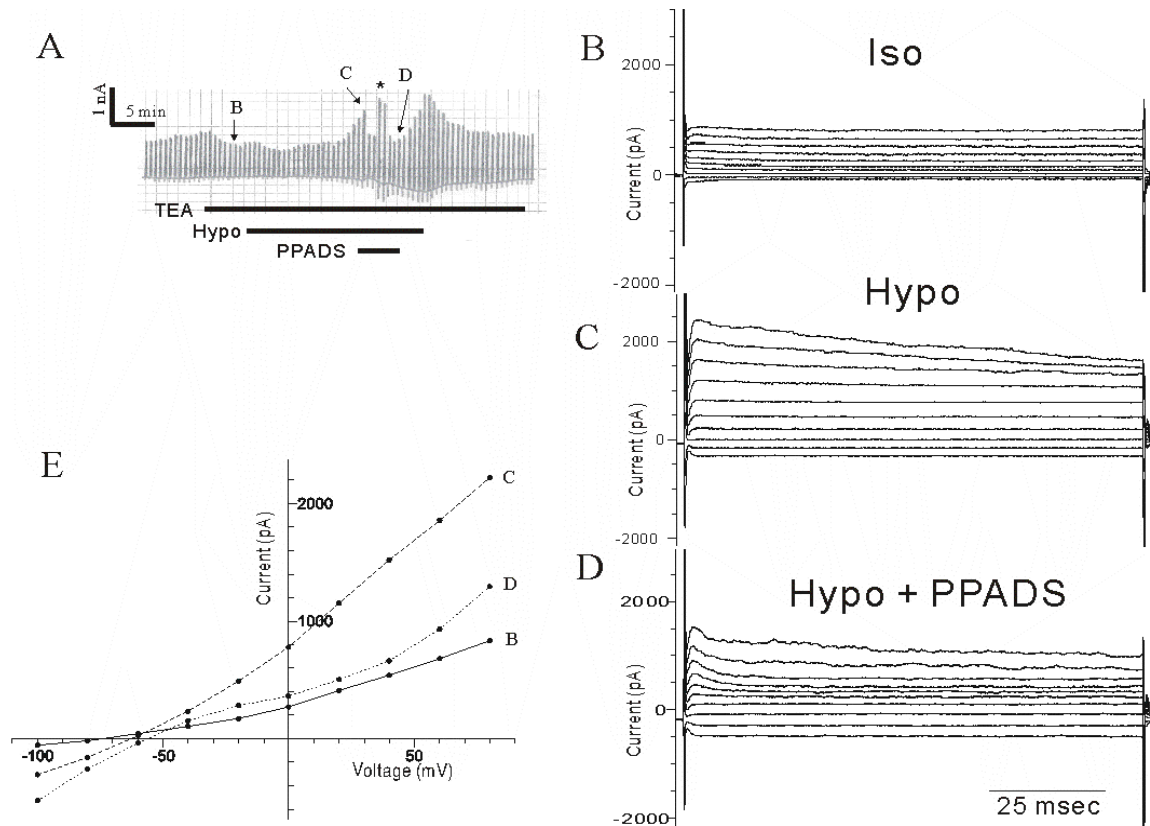 A
1 nA
5 min
B
C
*
D
TEA
Hypo
PPADS
B
Iso
2000
0
-2000
Current (pA)
C
Hypo
2000
0
-2000
Current (pA)
D
Hypo + PPADS
2000
0
-2000
Current (pA)
25 msec
E
2000
1000
Current (pA)
-100
-50
50
Voltage (mV)
C
D
B